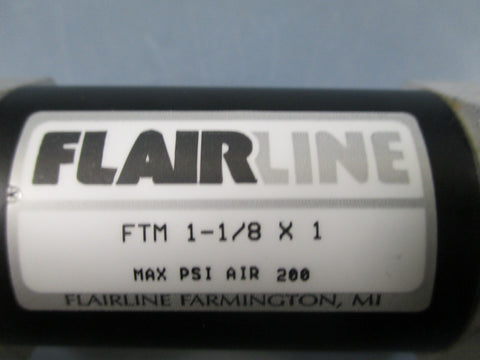 FLAIRLINE
FTM 1-1/8 X 1
MAX PSI AIR 200
FLAIRLINE FARMINGTON, MI